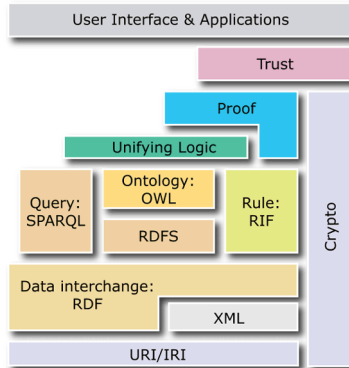 User Interface & Applications
Trust
Proof
Unifying Logic
Query:
SPARQL
Ontology:
OWL
RDFS
Rule:
RIF
Crypto
Data interchange:
RDF
XML
URI/IRI